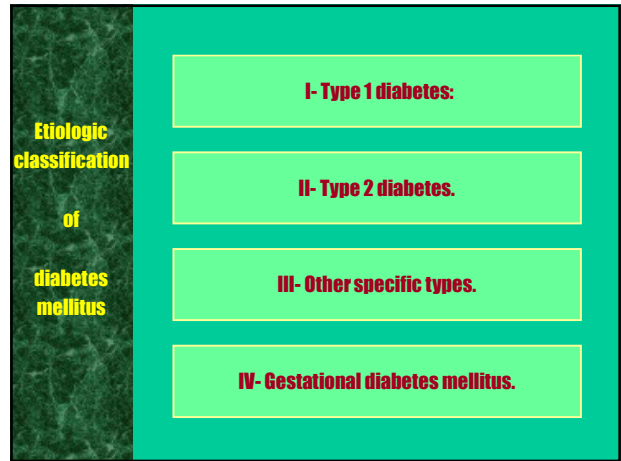 Etiologic
classification
of
diabetes
mellitus
I- Type 1 diabetes:
II- Type 2 diabetes.
III- Other specific types.
IV- Gestational diabetes mellitus.